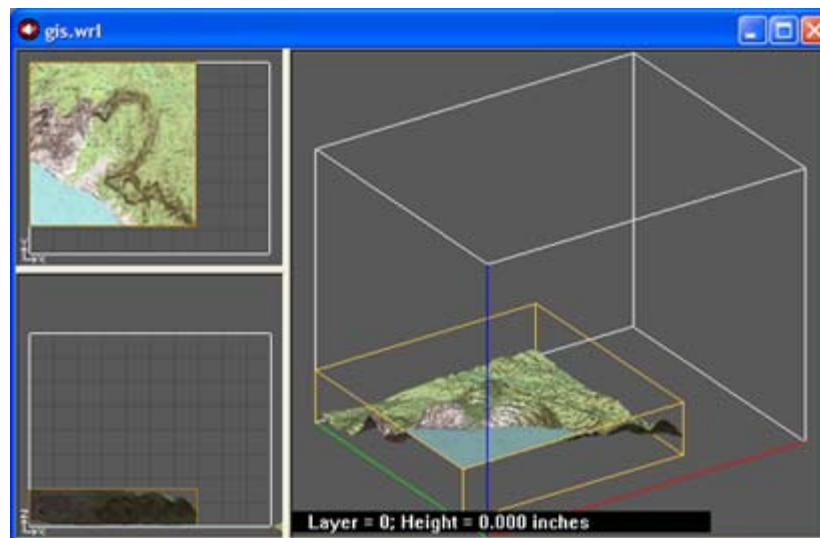 gis.wrl
Layer = 0; Height = 0.000 inches